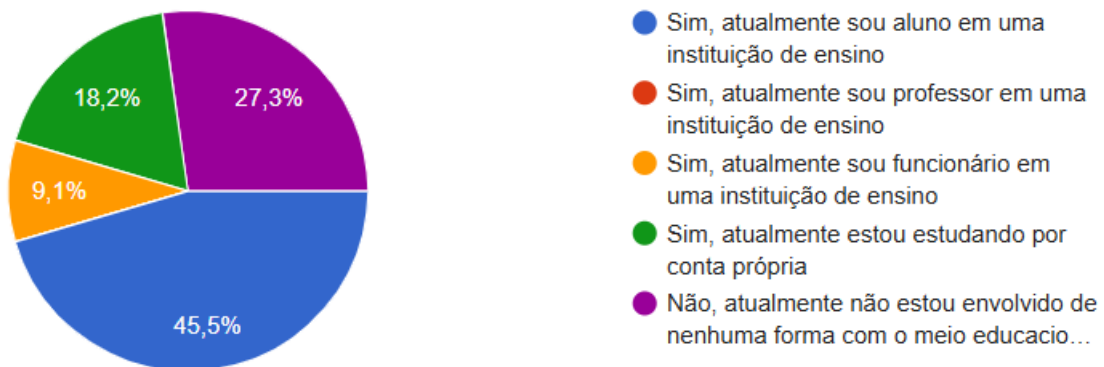 18,2%
27,3%
9,1%
45,5%
Sim, atualmente sou aluno em uma
instituição de ensino
Sim, atualmente sou professor em uma
instituição de ensino
Sim, atualmente sou funcionário em
uma instituição de ensino
Sim, atualmente estou estudando por
conta própria
Não, atualmente não estou envolvido de
nenhuma forma com o meio educacio...